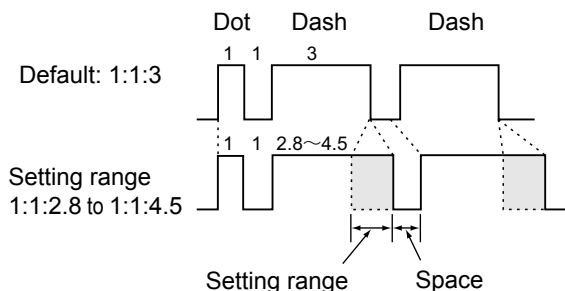 Dot Dash Dash
1 1 3
Default: 1:1:3
1 1 2.8～4.5
Setting range
1:1:2.8 to 1:1:4.5
Setting range Space